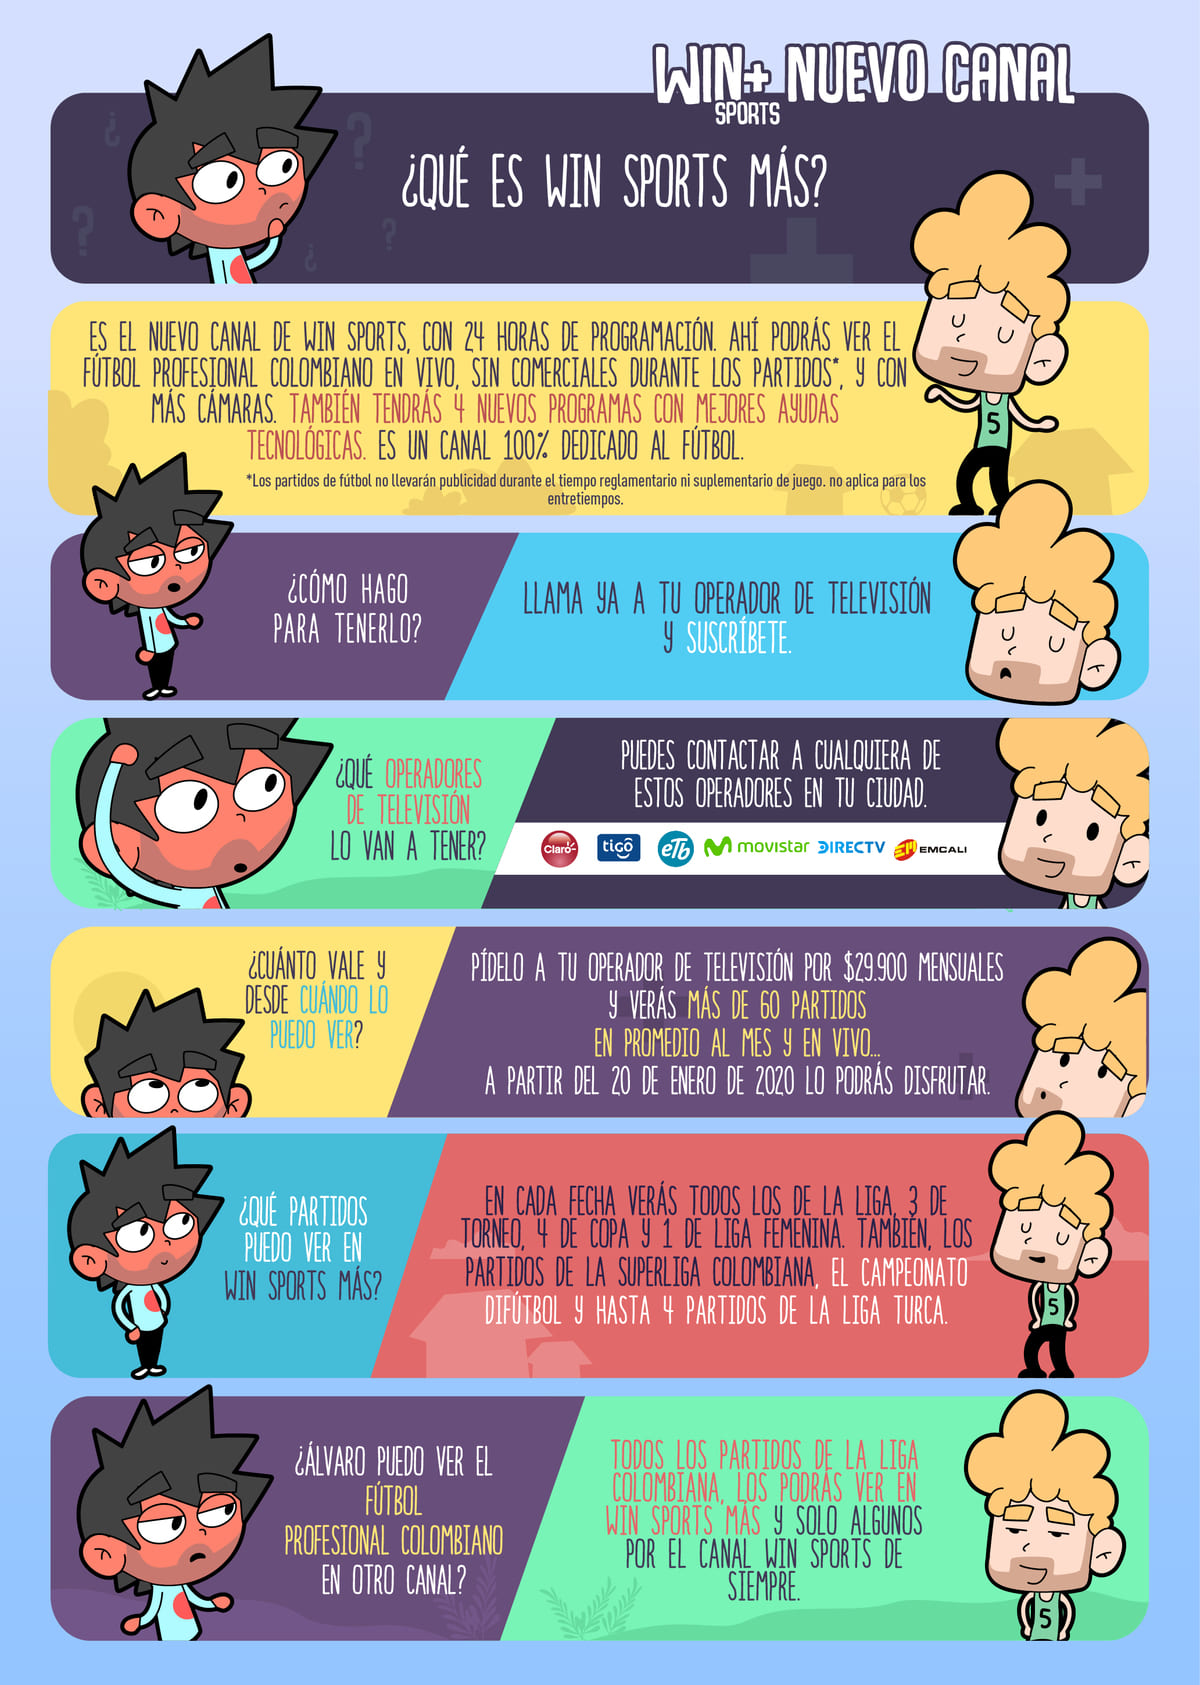 WIN+ NUEVO CANAL
SPORTS
¿QUÉ ES WIN SPORTS MÁS?
ES EL NUEVO CANAL DE WIN SPORTS, CON 24 HORAS DE PROGRAMACIÓN. AHÍ PODRÁS VER EL
FÚTBOL PROFESIONAL COLOMBIANO EN VIVO, SIN COMERCIALES DURANTE LOS PARTIDOS*, Y CON
MÁS CÁMARAS. TAMBIÉN TENDRÁS 4 NUEVOS PROGRAMAS CON MEJORES AYUDAS
TECNOLÓGICAS. ES UN CANAL 100% DEDICADO AL FÚTBOL.
*Los partidos de fútbol no llevarán publicidad durante el tiempo reglamentario ni suplementario de juego. no aplica para los
entretiempos.
5
¿CÓMO HAGO
PARA TENERLO?
LLAMA YA A TU OPERADOR DE TELEVISIÓN
Y SUSCRÍBETE.
¿QUÉ OPERADORES
DE TELEVISIÓN
LO VAN A TENER?
PUEDES CONTACTAR A CUALQUIERA DE
ESTOS OPERADORES EN TU CIUDAD.
Claro tigo eTb movistar DIRECTV EMCALI
¿CUÁNTO VALE Y
DESDE CUÁNDO LO
PUEDO VER?
PÍDELO A TU OPERADOR DE TELEVISIÓN POR $29.900 MENSUALES
Y VERÁS MÁS DE 60 PARTIDOS
EN PROMEDIO AL MES Y EN VIVO...
A PARTIR DEL 20 DE ENERO DE 2020 LO PODRÁS DISFRUTAR.
¿QUÉ PARTIDOS
PUEDO VER EN
WIN SPORTS MÁS?
EN CADA FECHA VERÁS TODOS LOS DE LA LIGA, 3 DE
TORNEO, 4 DE COPA Y 1 DE LIGA FEMENINA. TAMBIÉN, LOS
PARTIDOS DE LA SUPERLIGA COLOMBIANA, EL CAMPEONATO
DIFÚTBOL Y HASTA 4 PARTIDOS DE LA LIGA TURCA.
5
¿ÁLVARO PUEDO VER EL
FÚTBOL
PROFESIONAL COLOMBIANO
EN OTRO CANAL?
TODOS LOS PARTIDOS DE LA LIGA
COLOMBIANA, LOS PODRÁS VER EN
WIN SPORTS MÁS Y SOLO ALGUNOS
POR EL CANAL WIN SPORTS DE
SIEMPRE.
5